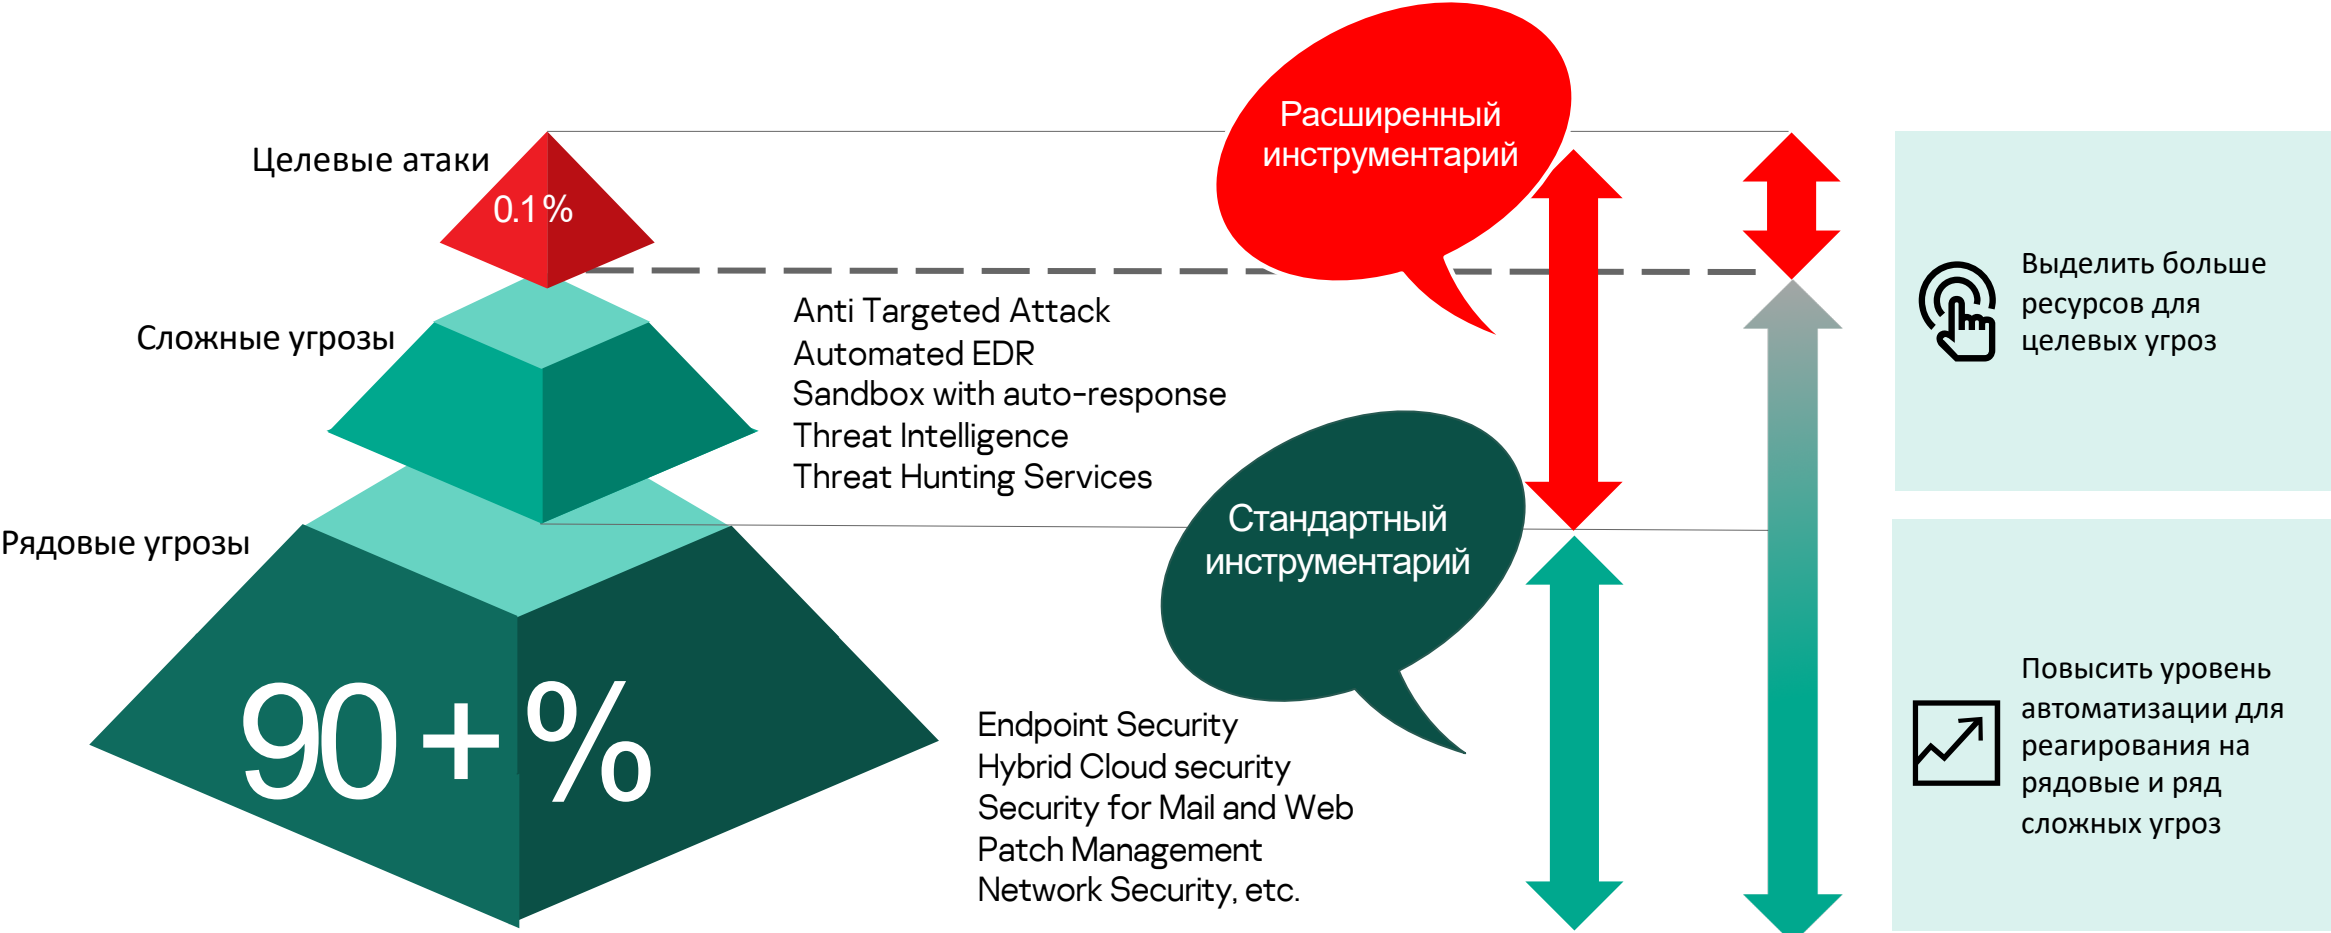 Целевые атаки
0.1%
Сложные угрозы
Рядовые угрозы
90+%
Anti Targeted Attack
Automated EDR
Sandbox with auto-response
Threat Intelligence
Threat Hunting Services
Endpoint Security
Hybrid Cloud security
Security for Mail and Web
Patch Management
Network Security, etc.
Расширенный
инструментарий
Стандартный
инструментарий
Выделить больше
ресурсов для
целевых угроз
Повысить уровень
автоматизации для
реагирования на
рядовые и ряд
сложных угроз